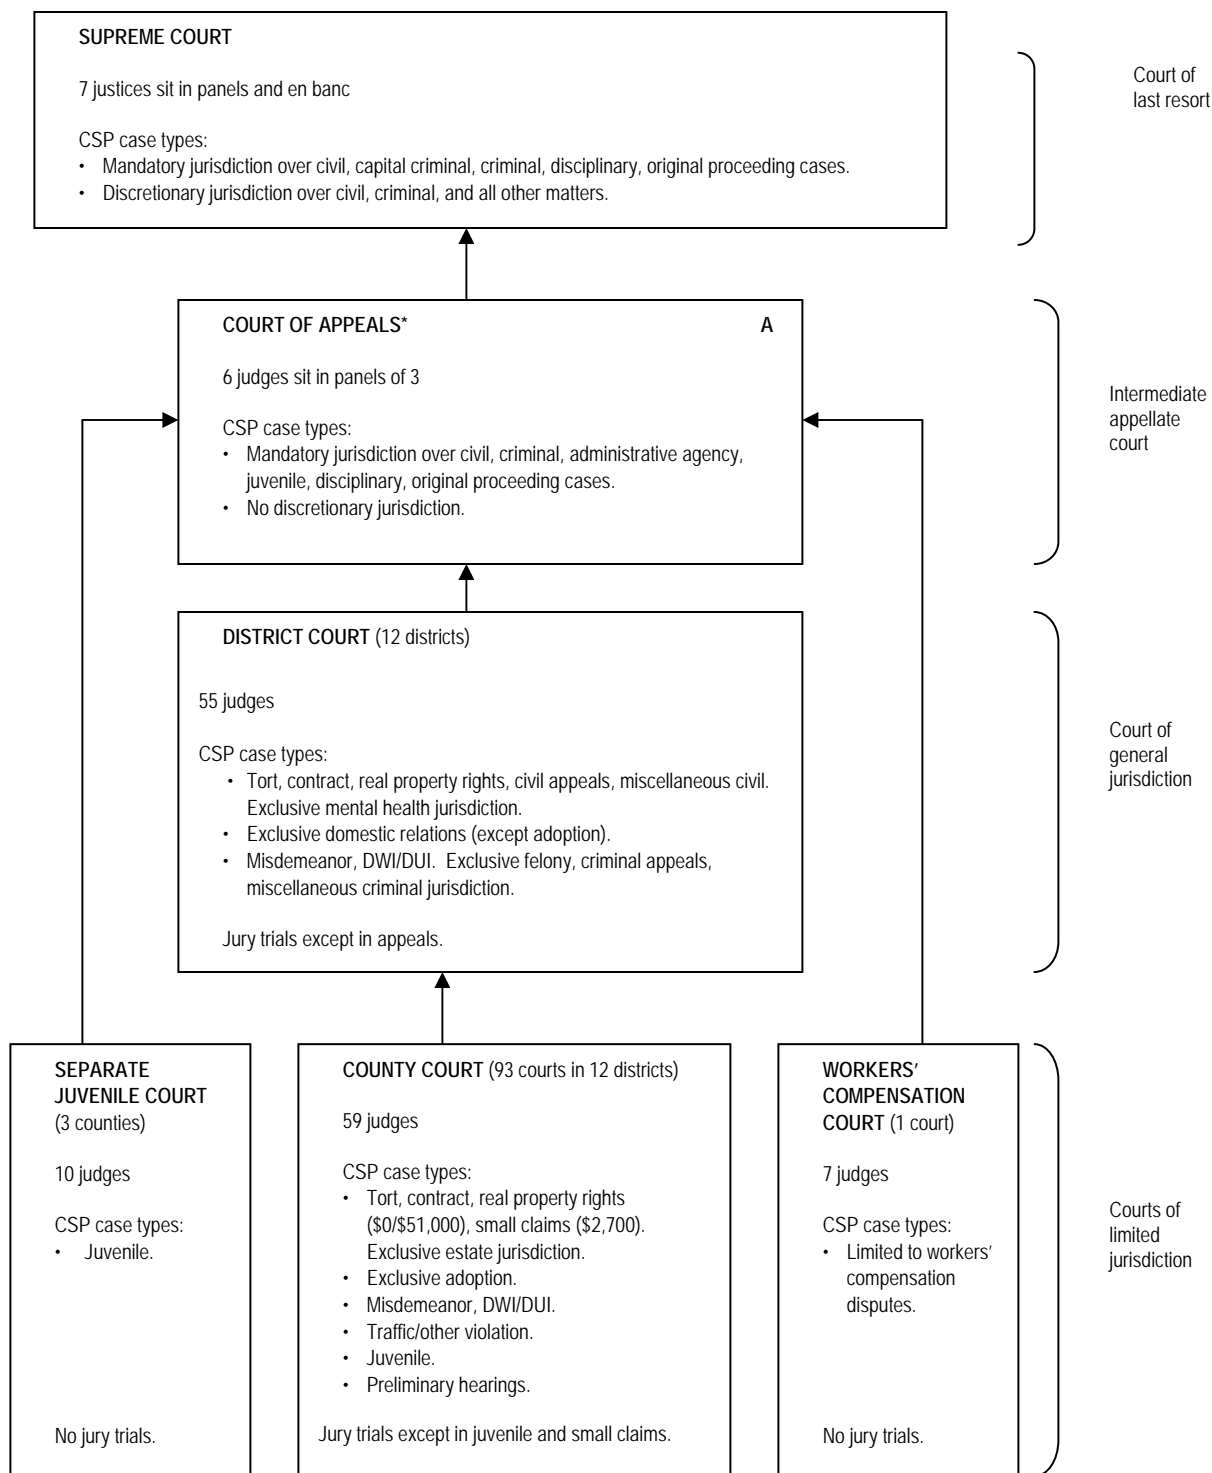 SUPREME COURT
7 justices sit in panels and en banc
CSP case types:
• Mandatory jurisdiction over civil, capital criminal, criminal, disciplinary, original proceeding cases.
• Discretionary jurisdiction over civil, criminal, and all other matters.
Court of
last resort
COURT OF APPEALS* A
6 judges sit in panels of 3
CSP case types:
• Mandatory jurisdiction over civil, criminal, administrative agency,
juvenile, disciplinary, original proceeding cases.
• No discretionary jurisdiction.
Intermediate
appellate
court
DISTRICT COURT (12 districts)
55 judges
CSP case types:
• Tort, contract, real property rights, civil appeals, miscellaneous civil.
Exclusive mental health jurisdiction.
• Exclusive domestic relations (except adoption).
• Misdemeanor, DWI/DUI. Exclusive felony, criminal appeals,
miscellaneous criminal jurisdiction.
Jury trials except in appeals.
Court of
general
jurisdiction
SEPARATE
JUVENILE COURT
(3 counties)
10 judges
CSP case types:
• Juvenile.
No jury trials.
COUNTY COURT (93 courts in 12 districts)
59 judges
CSP case types:
• Tort, contract, real property rights
($0/$51,000), small claims ($2,700).
Exclusive estate jurisdiction.
• Exclusive adoption.
• Misdemeanor, DWI/DUI.
• Traffic/other violation.
• Juvenile.
• Preliminary hearings.
Jury trials except in juvenile and small claims.
WORKERS'
COMPENSATION
COURT (1 court)
7 judges
CSP case types:
• Limited to workers'
compensation
disputes.
No jury trials.
Courts of
limited
jurisdiction